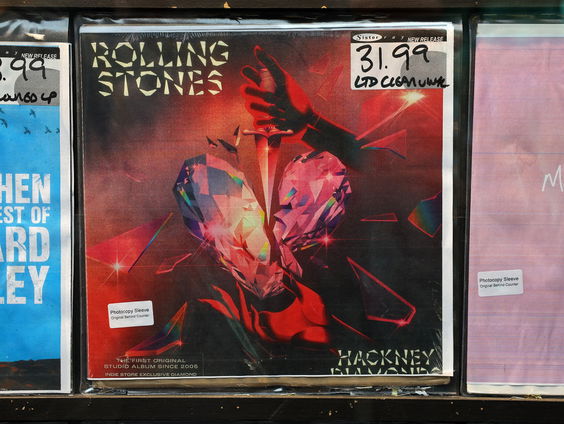 .99
NEW RELEASE
HEN
EST OF
ARD
LEY
ROLLING
STONES
Sister ray NEW RELEASE
31.99
LTD CLEAR VINYL
Photocopy Sleeve
Original Behind Counter
THE FIRST ORIGINAL
STUDIO ALBUM SINCE 2005
INDIE STORE EXCLUSIVE DIAMOND
HACKNEY
DIAMONDS
M
Photocopy Sleeve
Original Behind Counter